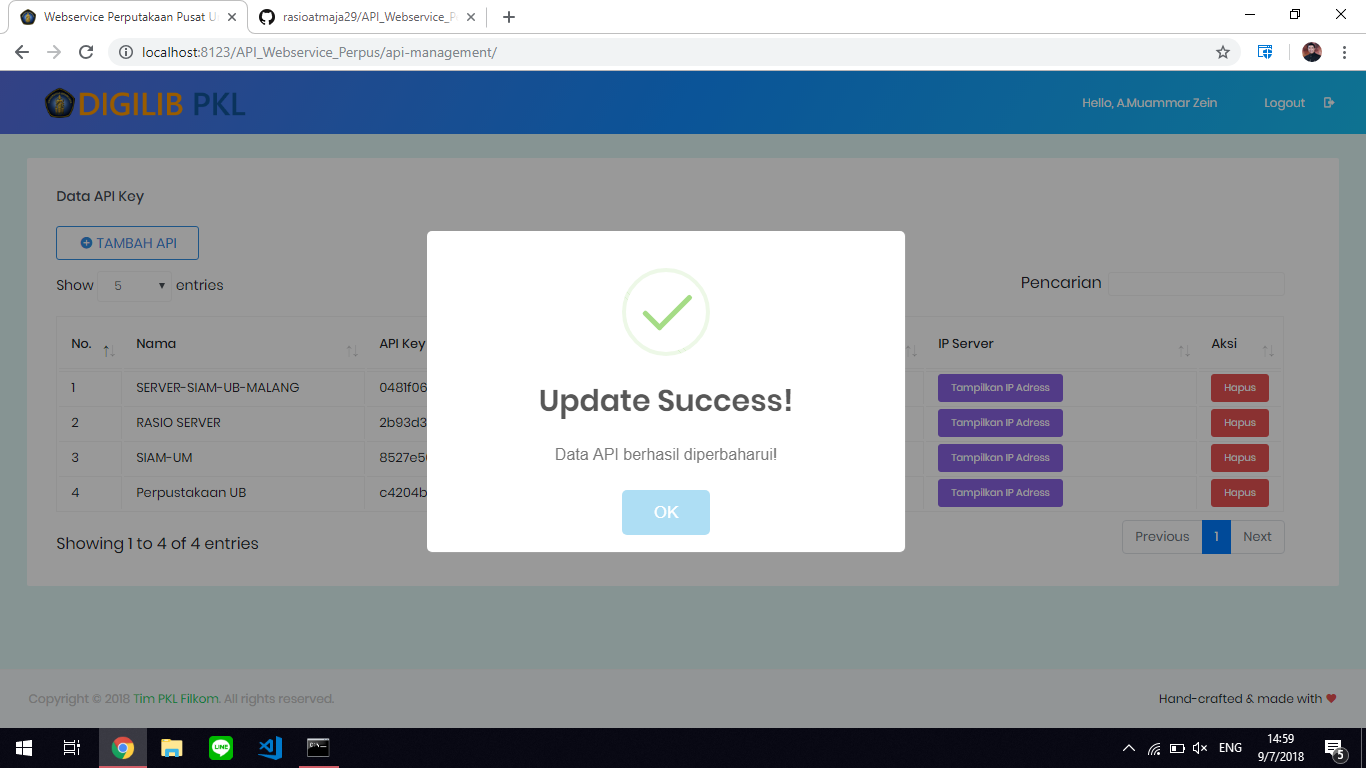 Webservice Perputakaan Pusat U
rasioatmaja29/API_Webservice_P
localhost:8123/API_Webservice_Perpus/api-management/
DIGILIB PKL
Hello, A.Muammar Zein
Logout
Data API Key
TAMBAH API
Show 5 entries
Pencarian
No. Nama API Key IP Server Aksi
1 SERVER-SIAM-UB-MALANG 0481f06 Tampilkan IP Adress Hapus
2 RASIO SERVER 2b93d3 Tampilkan IP Adress Hapus
3 SIAM-UM 8527e5 Tampilkan IP Adress Hapus
4 Perpustakaan UB c4204b Tampilkan IP Adress Hapus
Showing 1 to 4 of 4 entries
Previous 1 Next
Update Success!
Data API berhasil diperbaharui!
OK
Copyright © 2018 Tim PKL Filkom. All rights reserved.
Hand-crafted & made with
LINE
ENG
14:59
9/7/2018
5